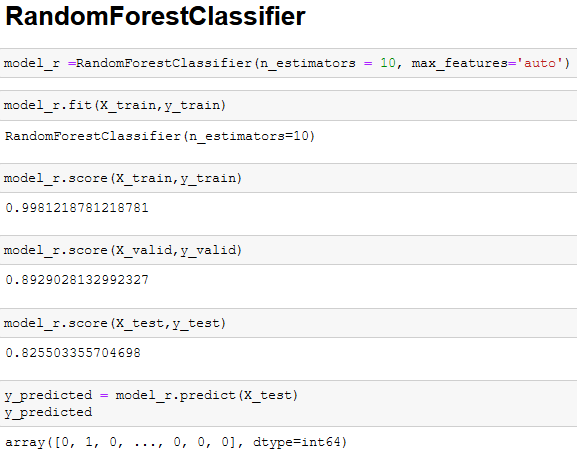 RandomForestClassifier
model_r =RandomForestClassifier(n_estimators = 10, max_features='auto')
model_r.fit(X_train,y_train)
RandomForestClassifier(n_estimators=10)
model_r.score(X_train,y_train)
0.9981218781218781
model_r.score(X_valid,y_valid)
0.8929028132992327
model_r.score(X_test,y_test)
0.825503355704698
y_predicted = model_r.predict(X_test)
y_predicted
array([0, 1, 0, ..., 0, 0, 0], dtype=int64)